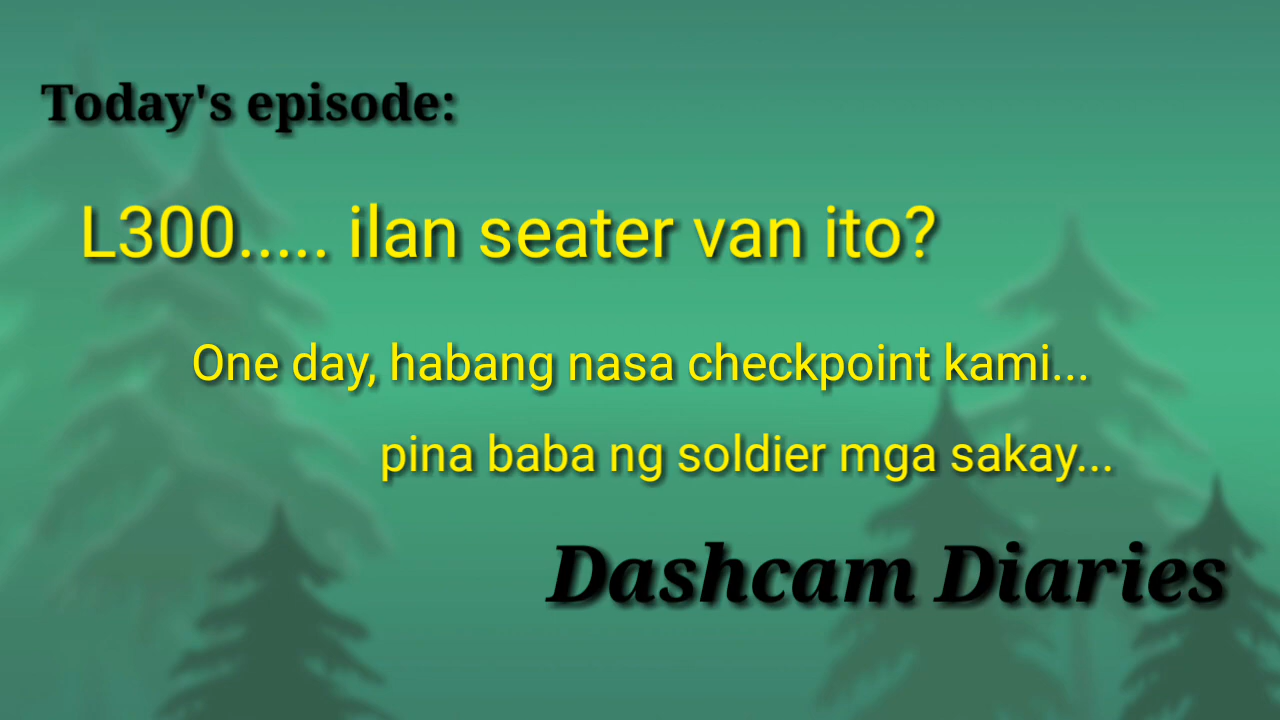 Today's episode:
L300..... ilan seater van ito?
One day, habang nasa checkpoint kami...
pina baba ng soldier mga sakay...
Dashcam Diaries